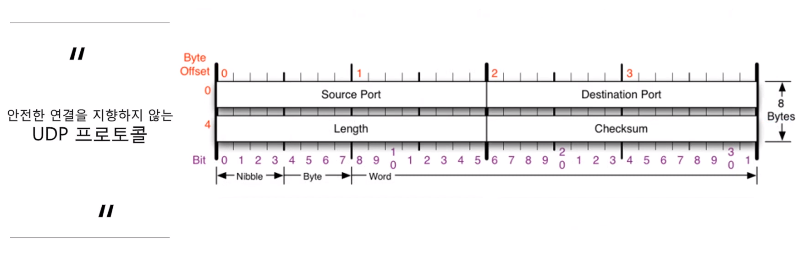 "
안전한 연결을 지향하지 않는
UDP 프로토콜
"
Byte
Offset
0 1 2 3
0 Source Port Destination Port
4 Length Checksum
8
Bytes
Bit 0 1 2 3 4 5 6 7 8 9 10 1 2 3 4 5 6 7 8 9 20 1 2 3 4 5 6 7 8 9 30 1
Nibble Byte Word